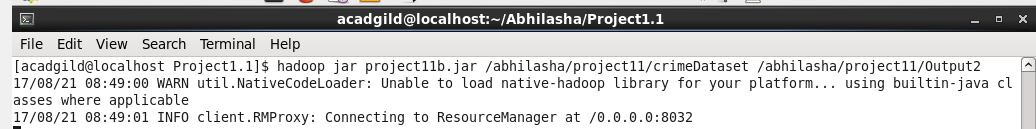 acadgild@localhost:~/Abhilasha/Project1.1
File Edit View Search Terminal Help
[acadgild@localhost Project1.1]$ hadoop jar project11b.jar /abhilasha/project11/crimeDataset /abhilasha/project11/Output2
17/08/21 08:49:00 WARN util.NativeCodeLoader: Unable to load native-hadoop library for your platform... using builtin-java cl
asses where applicable
17/08/21 08:49:01 INFO client.RMProxy: Connecting to ResourceManager at /0.0.0.0:8032